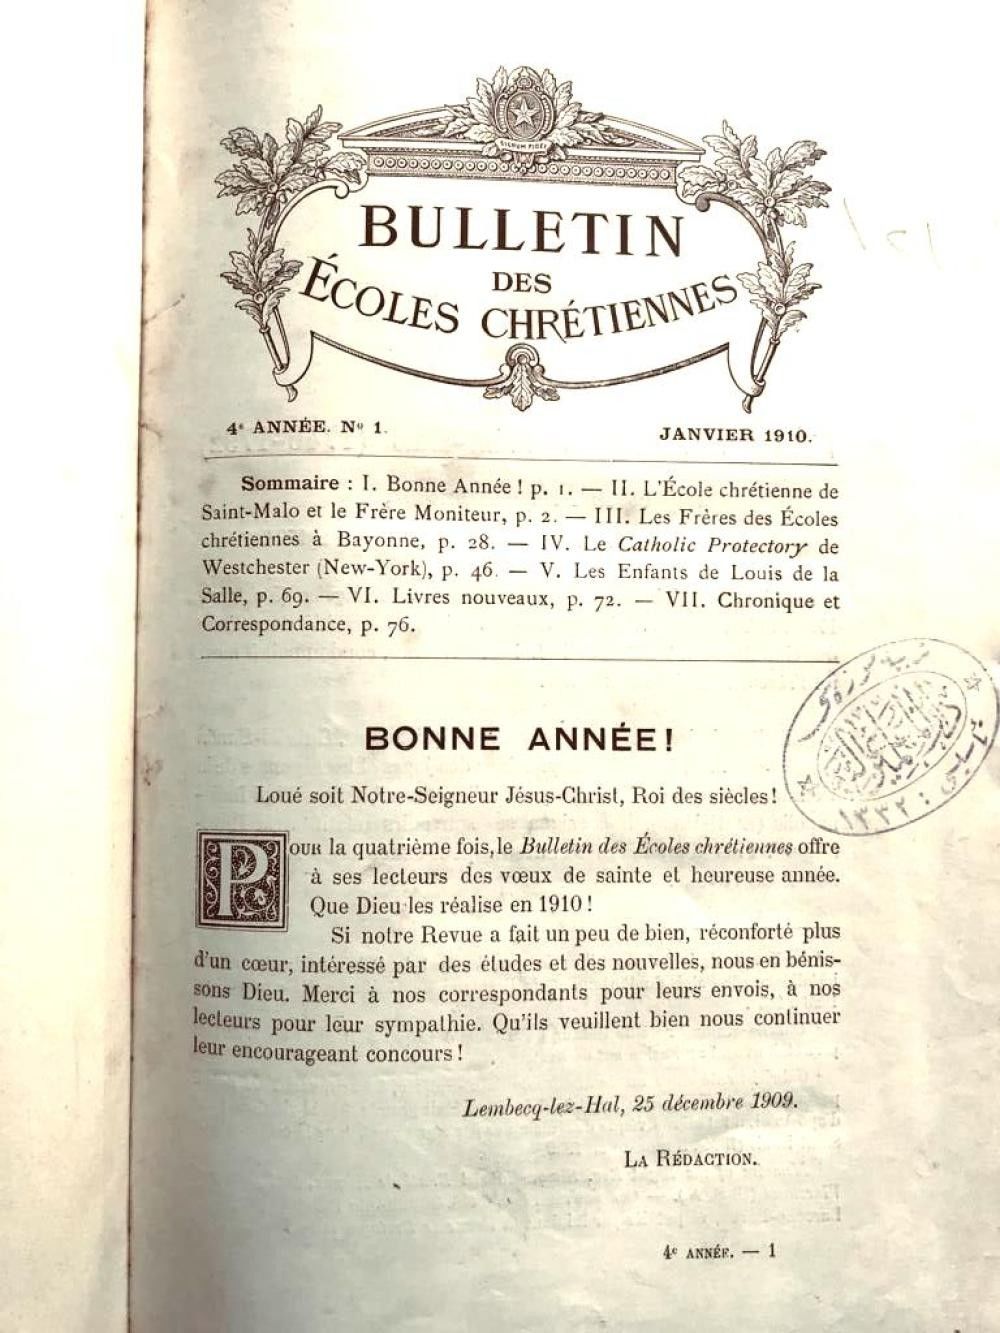 SIGNUM FIDEI
BULLETIN
DES
ÉCOLES CHRÉTIENNES
4e ANNÉE. No 1.
JANVIER 1910.
Sommaire : I. Bonne Année ! p. 1. — II. L'École chrétienne de
Saint-Malo et le Frère Moniteur, p. 2. — III. Les Frères des Écoles
chrétiennes à Bayonne, p. 28. — IV. Le Catholic Protectory de
Westchester (New-York), p. 46. — V. Les Enfants de Louis de la
Salle, p. 69. — VI. Livres nouveaux, p. 72. — VII. Chronique et
Correspondance, p. 76.
BONNE ANNÉE !
Loué soit Notre-Seigneur Jésus-Christ, Roi des siècles !
POUR la quatrième fois, le Bulletin des Écoles chrétiennes offre
à ses lecteurs des vœux de sainte et heureuse année.
Que Dieu les réalise en 1910 !
Si notre Revue a fait un peu de bien, réconforté plus
d'un cœur, intéressé par des études et des nouvelles, nous en bénis-
sons Dieu. Merci à nos correspondants pour leurs envois, à nos
lecteurs pour leur sympathie. Qu'ils veuillent bien nous continuer
leur encourageant concours !
Lembecq-lez-Hal, 25 décembre 1909.
LA RÉDACTION.
4e ANNÉE. — 1
١٣٣٢